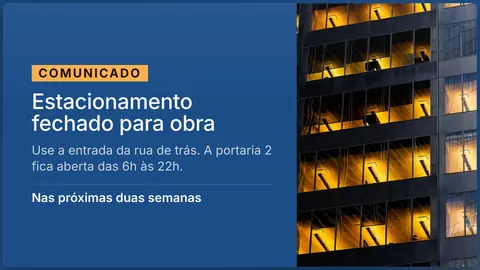 COMUNICADO
Estacionamento
fechado para obra
Use a entrada da rua de trás. A portaria 2
fica aberta das 6h às 22h.
Nas próximas duas semanas